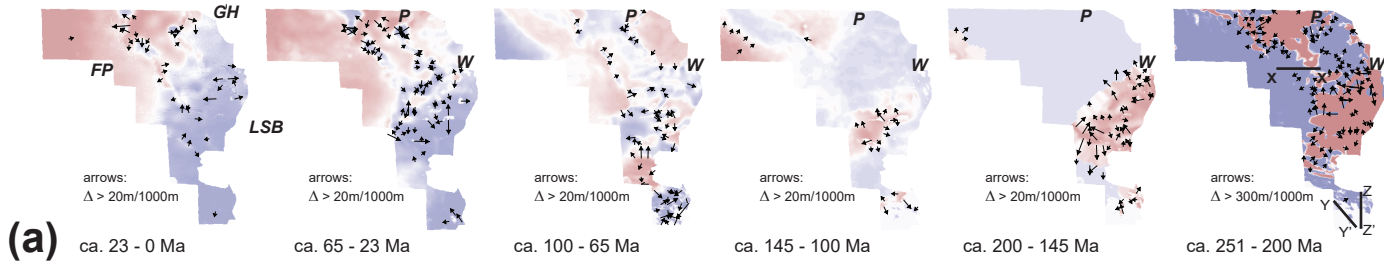 GH
FP
LSB
arrows:
Δ > 20m/1000m
ca. 23 - 0 Ma
P
W
arrows:
Δ > 20m/1000m
ca. 65 - 23 Ma
P
W
arrows:
Δ > 20m/1000m
ca. 100 - 65 Ma
P
W
arrows:
Δ > 20m/1000m
ca. 145 - 100 Ma
P
W
arrows:
Δ > 20m/1000m
ca. 200 - 145 Ma
P
W
X X'
arrows:
Δ > 300m/1000m
Z
Y
Y' Z'
ca. 251 - 200 Ma
(a)